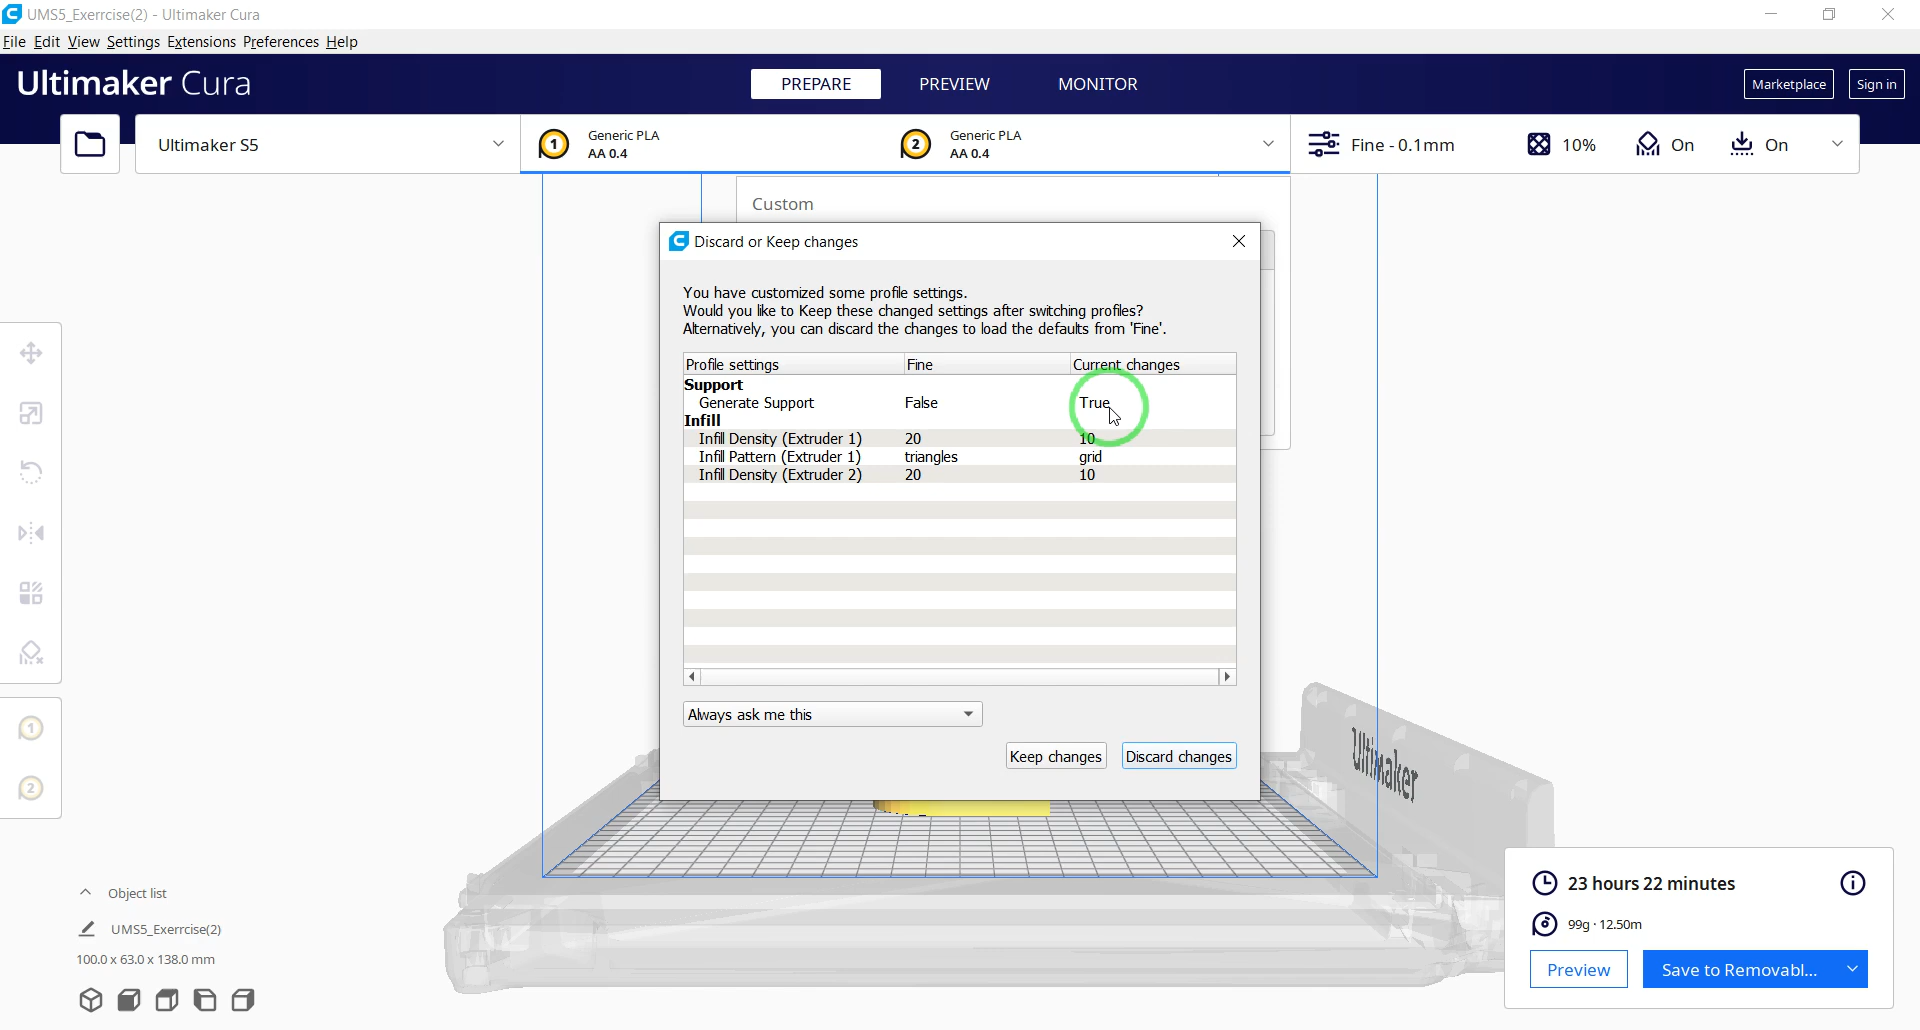 UMS5_Exerrcise(2) - Ultimaker Cura
File Edit View Settings Extensions Preferences Help
Ultimaker Cura
PREPARE
PREVIEW
MONITOR
Marketplace
Sign in
Ultimaker S5
1
Generic PLA
AA 0.4
2
Generic PLA
AA 0.4
Fine - 0.1mm
10%
On
On
Custom
Discard or Keep changes
You have customized some profile settings.
Would you like to Keep these changed settings after switching profiles?
Alternatively, you can discard the changes to load the defaults from 'Fine'.
Profile settings Fine Current changes
Support
Generate Support False True
Infill
Infill Density (Extruder 1) 20 10
Infill Pattern (Extruder 1) triangles grid
Infill Density (Extruder 2) 20 10
Always ask me this
Keep changes
Discard changes
1
2
Ultimaker
Object list
UMS5_Exerrcise(2)
100.0 x 63.0 x 138.0 mm
23 hours 22 minutes
99g · 12.50m
Preview
Save to Removabl...